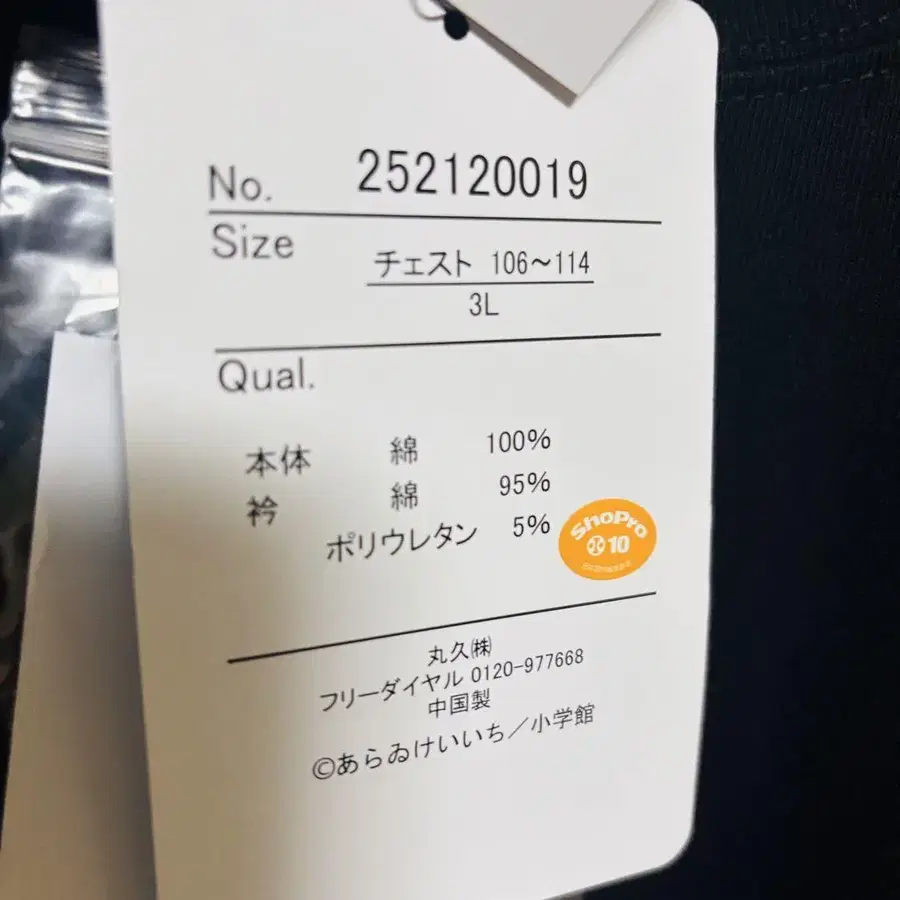 No. 252120019
Size
チェスト 106～114
3L
Qual.
本体 綿 100%
衿 綿 95%
ポリウレタン 5%
ShoPro
10
丸久㈱
フリーダイヤル 0120-977668
中国製
©あらゐけいいち／小学館